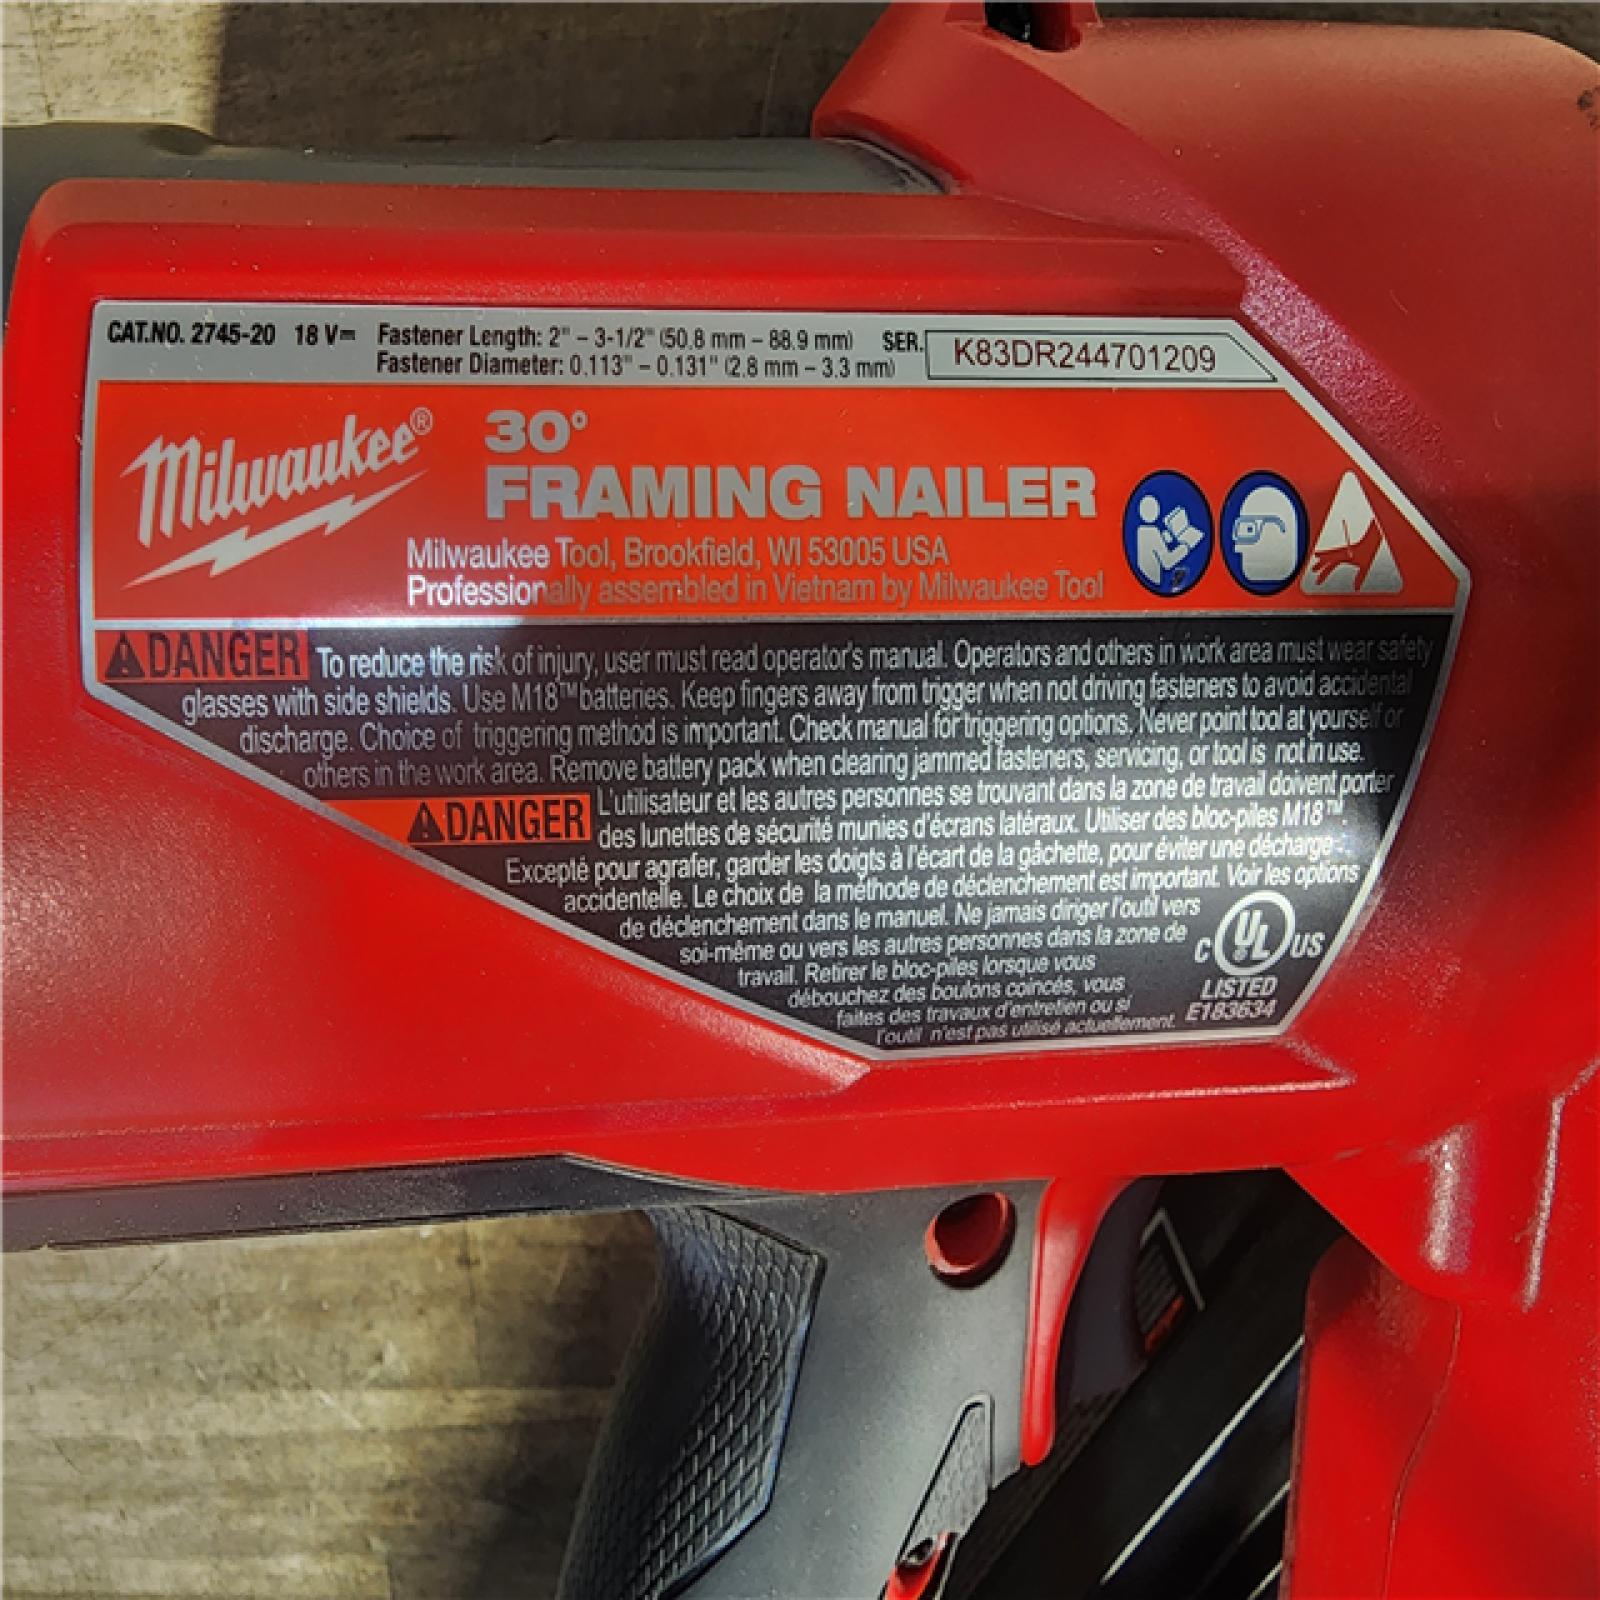 CAT.NO. 2745-20 18 V⎓ Fastener Length: 2" – 3-1/2" (50.8 mm – 88.9 mm) SER. K83DR244701209
Fastener Diameter: 0.113" – 0.131" (2.8 mm – 3.3 mm)
Milwaukee®
30°
FRAMING NAILER
Milwaukee Tool, Brookfield, WI 53005 USA
Professionally assembled in Vietnam by Milwaukee Tool
DANGER To reduce the risk of injury, user must read operator's manual. Operators and others in work area must wear safety
glasses with side shields. Use M18™ batteries. Keep fingers away from trigger when not driving fasteners to avoid accidental
discharge. Choice of triggering method is important. Check manual for triggering options. Never point tool at yourself or
others in the work area. Remove battery pack when clearing jammed fasteners, servicing, or tool is not in use.
DANGER L'utilisateur et les autres personnes se trouvant dans la zone de travail doivent porter
des lunettes de sécurité munies d'écrans latéraux. Utiliser des bloc-piles M18™.
Excepté pour agrafer, garder les doigts à l'écart de la gâchette, pour éviter une décharge
accidentelle. Le choix de la méthode de déclenchement est important. Voir les options
de déclenchement dans le manuel. Ne jamais diriger l'outil vers
soi-même ou vers les autres personnes dans la zone de
travail. Retirer le bloc-piles lorsque vous
débouchez des boulons coincés, vous
faites des travaux d'entretien ou si
l'outil n'est pas utilisé actuellement.
C UL US
LISTED
E183634